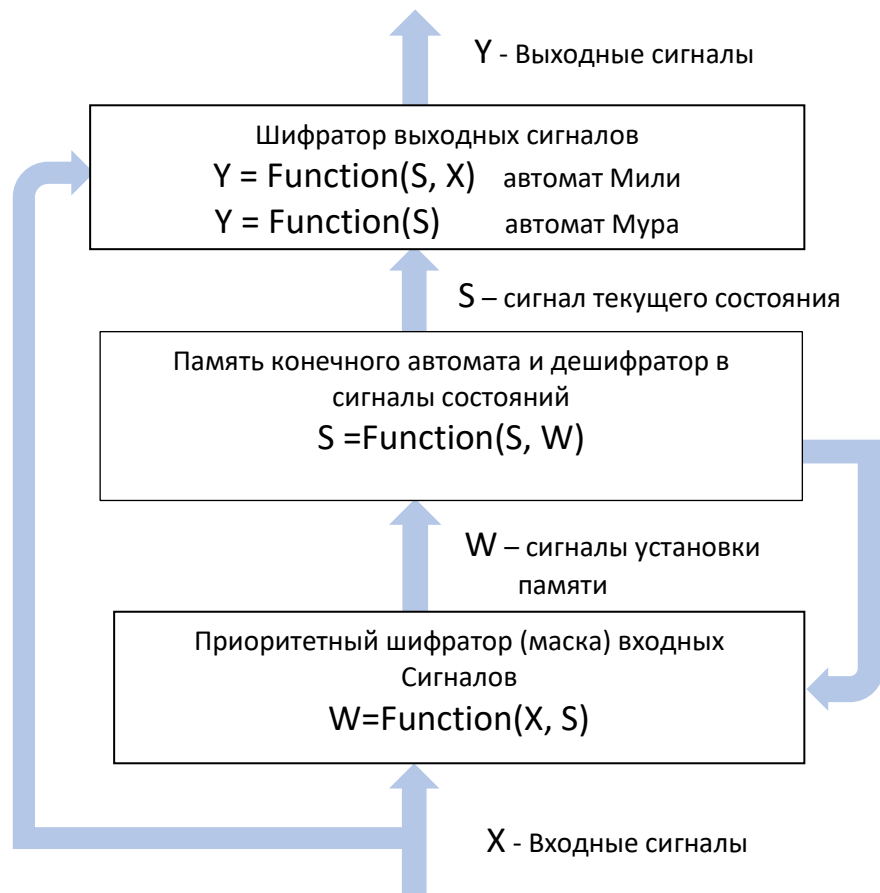 Y - Выходные сигналы
Шифратор выходных сигналов
Y = Function(S, X) автомат Мили
Y = Function(S) автомат Мура
S – сигнал текущего состояния
Память конечного автомата и дешифратор в
сигналы состояний
S =Function(S, W)
W – сигналы установки
памяти
Приоритетный шифратор (маска) входных
Сигналов
W=Function(X, S)
X - Входные сигналы